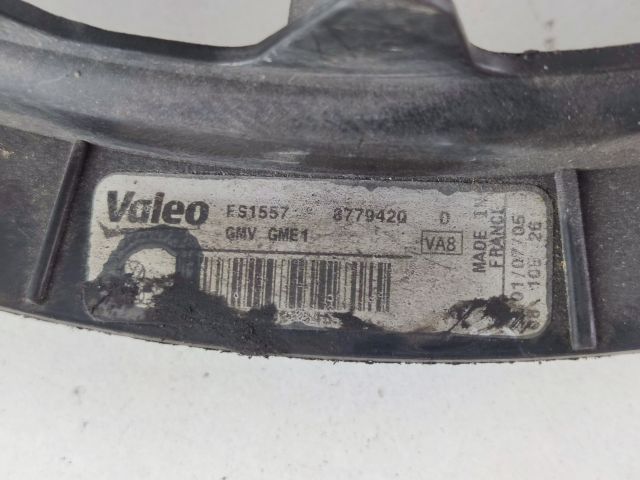 Valeo FS1557 8779420 D
GMV GME1
VA8
MADE IN
FRANCE
01/07/05